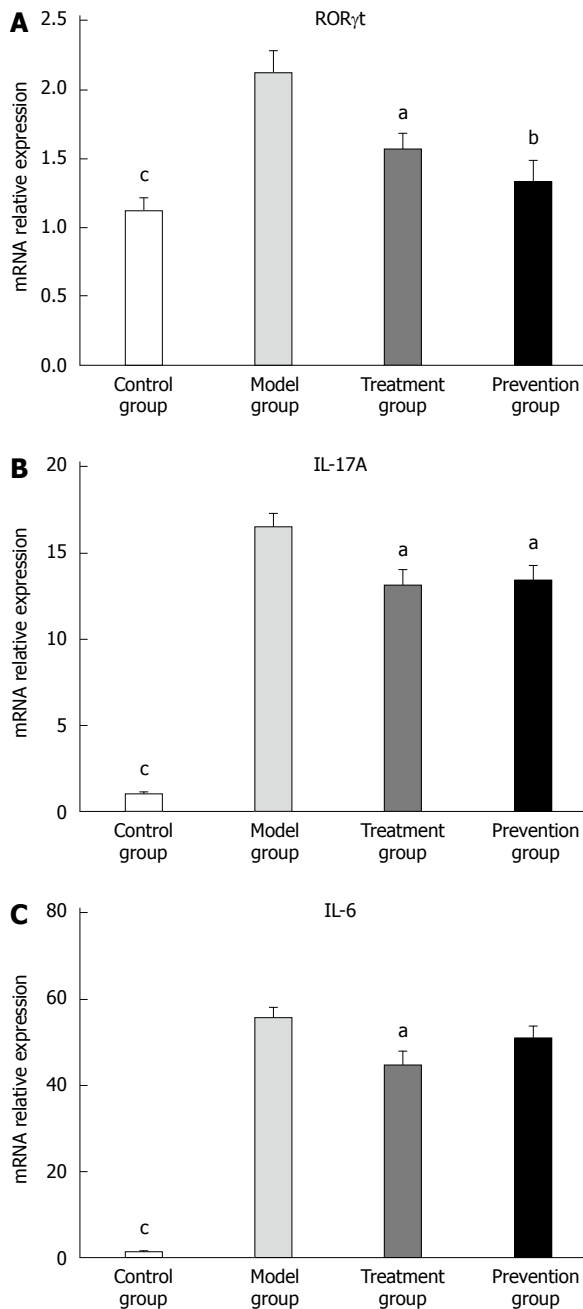 A
RORγt
mRNA relative expression
2.5
2.0
1.5
1.0
0.5
0.0
c
a
b
Control group
Model group
Treatment group
Prevention group
B
IL-17A
mRNA relative expression
20
15
10
5
0
c
a
a
Control group
Model group
Treatment group
Prevention group
C
IL-6
mRNA relative expression
80
60
40
20
0
c
a
Control group
Model group
Treatment group
Prevention group